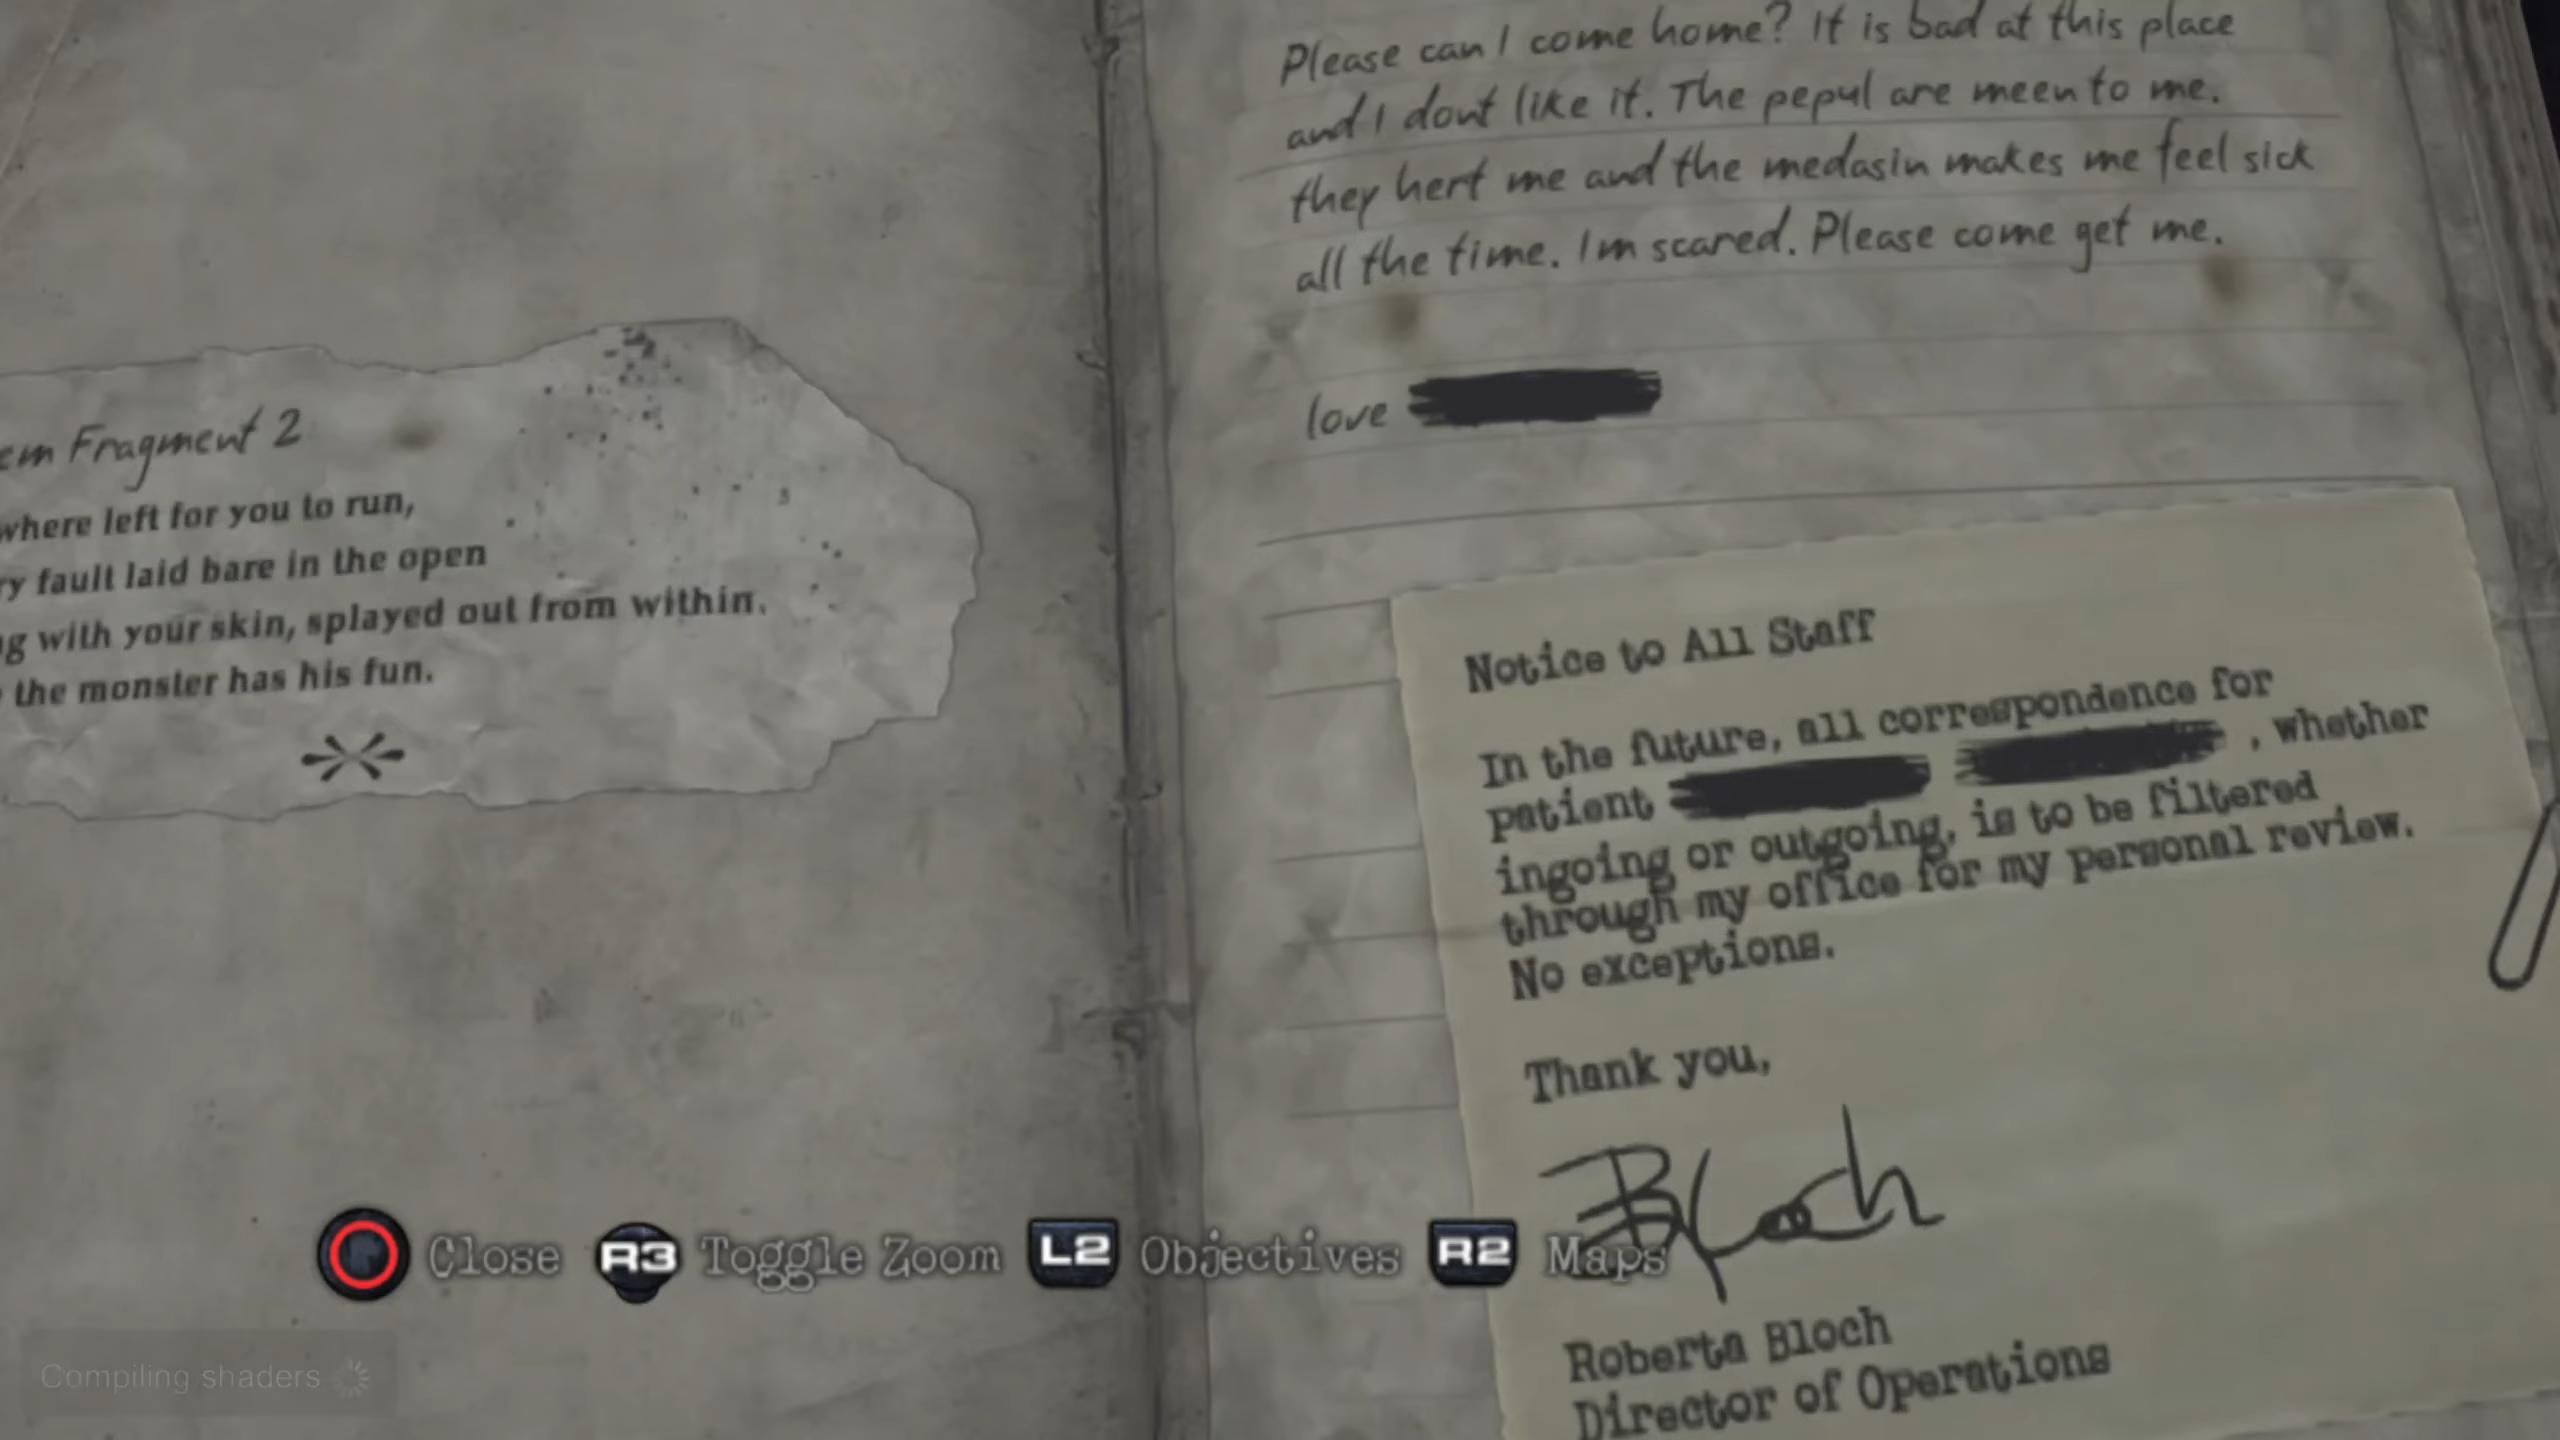 em Fragment 2
where left for you to run,
ry fault laid bare in the open
ng with your skin, splayed out from within.
the monster has his fun.
Please can I come home? It is bad at this place
and I dont like it. The pepul are meen to me.
they hert me and the medasin makes me feel sick
all the time. Im scared. Please come get me.
love
Notice to All Staff
In the future, all correspondence for
patient , whether
ingoing or outgoing, is to be filtered
through my office for my personal review.
No exceptions.
Thank you,
Bloch
Roberta Bloch
Director of Operations
Close R3 Toggle Zoom L2 Objectives R2 Maps
Compiling shaders